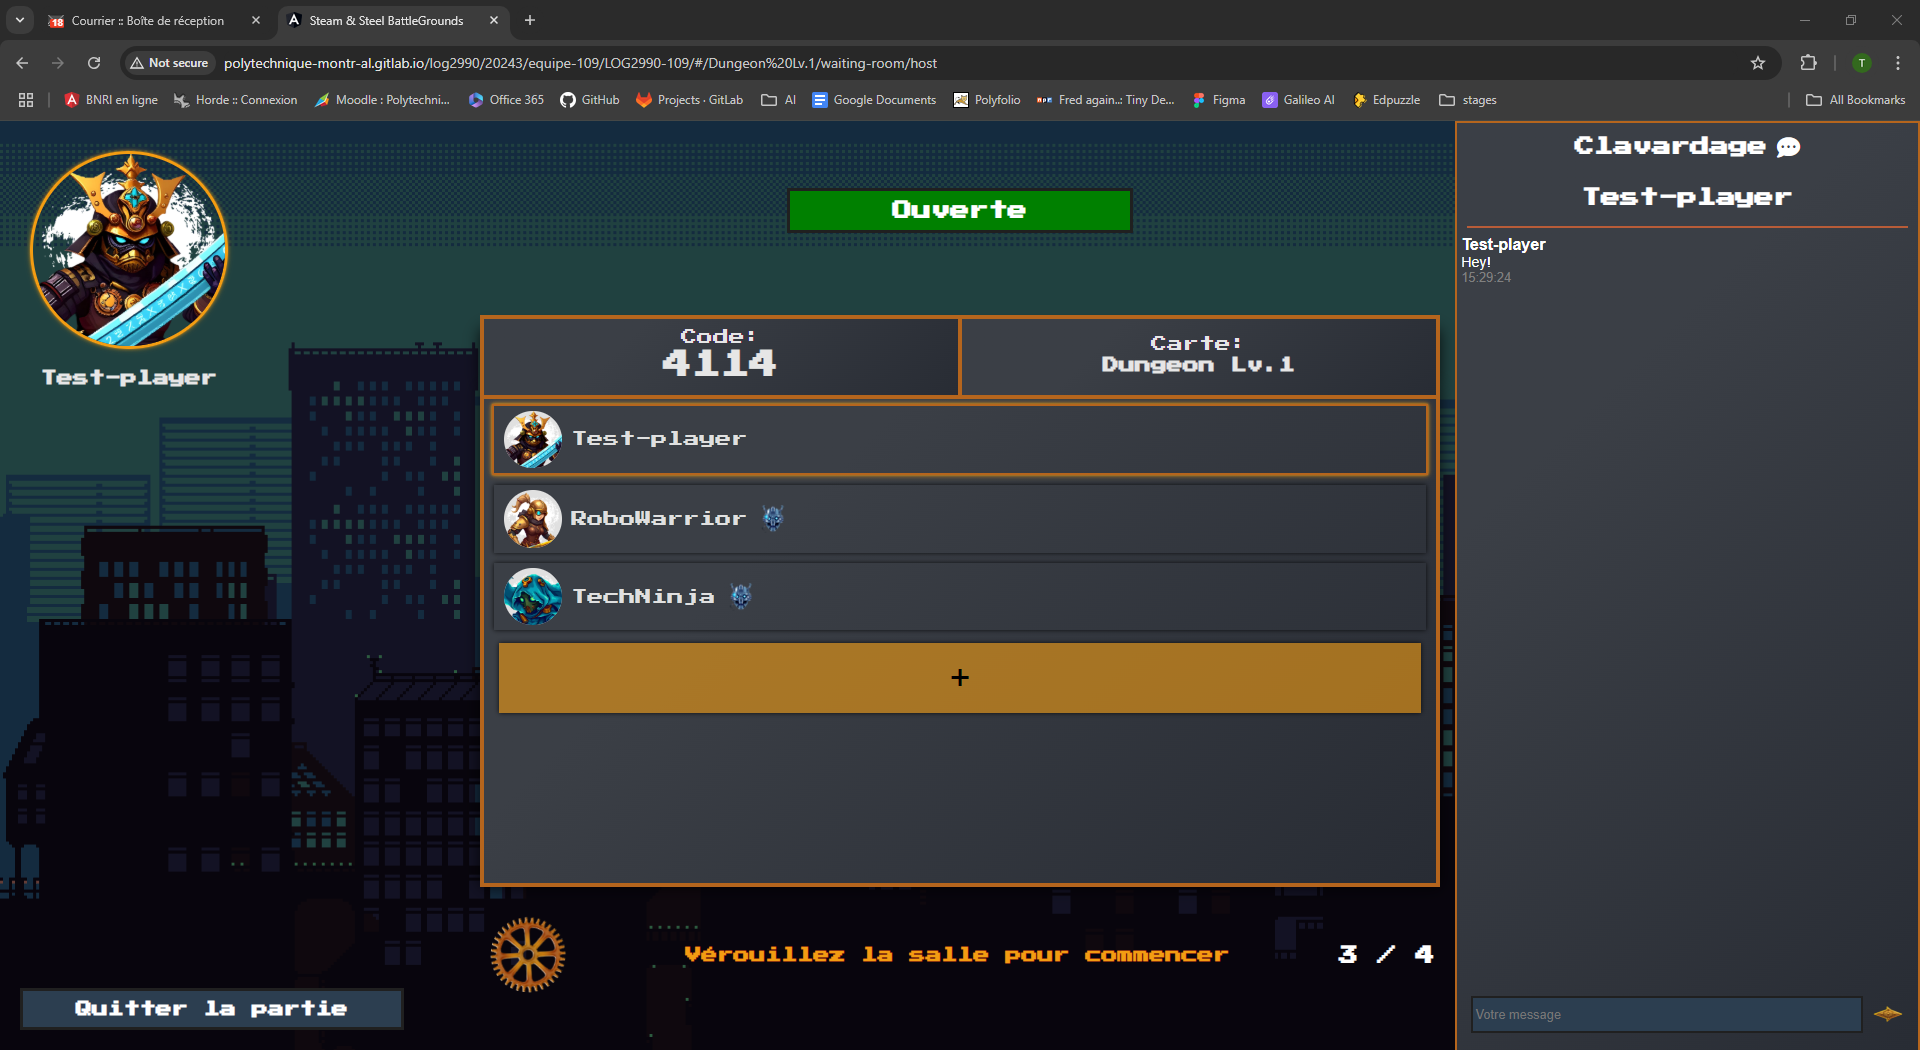 Courrier :: Boîte de réception
Steam & Steel BattleGrounds
Not secure
polytechnique-montr-al.gitlab.io/log2990/20243/equipe-109/LOG2990-109/#/Dungeon%20Lv.1/waiting-room/host
T
BNRI en ligne
Horde :: Connexion
Moodle : Polytechni...
Office 365
GitHub
Projects · GitLab
AI
Google Documents
Polyfolio
Fred again..: Tiny De...
Figma
Galileo AI
Edpuzzle
stages
All Bookmarks
Test-player
Ouverte
Code:
4114
Carte:
Dungeon Lv.1
Test-player
RoboWarrior
TechNinja
+
Vérouillez la salle pour commencer
3 / 4
Quitter la partie
Clavardage
Test-player
Test-player
Hey!
15:29:24
Votre message